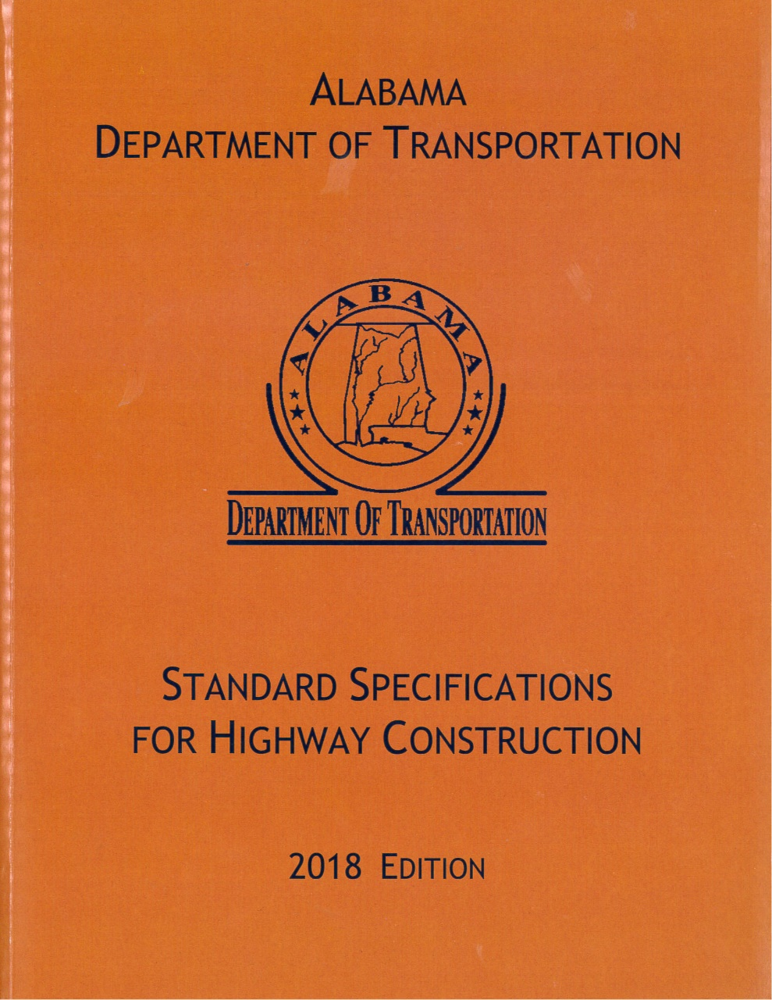 ALABAMA
DEPARTMENT OF TRANSPORTATION
ALABAMA
DEPARTMENT OF TRANSPORTATION
STANDARD SPECIFICATIONS
FOR HIGHWAY CONSTRUCTION
2018 EDITION